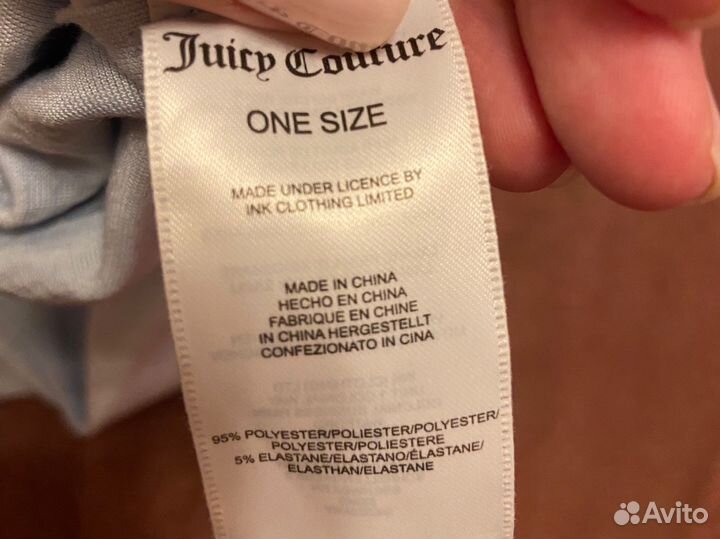 Juicy Couture
ONE SIZE
MADE UNDER LICENCE BY
INK CLOTHING LIMITED
MADE IN CHINA
HECHO EN CHINA
FABRIQUE EN CHINE
IN CHINA HERGESTELLT
CONFEZIONATO IN CINA
95% POLYESTER/POLIESTER/POLYESTER/
POLYESTER/POLIESTERE
5% ELASTANE/ELASTANO/ÉLASTANE/
ELASTHAN/ELASTANE
Avito